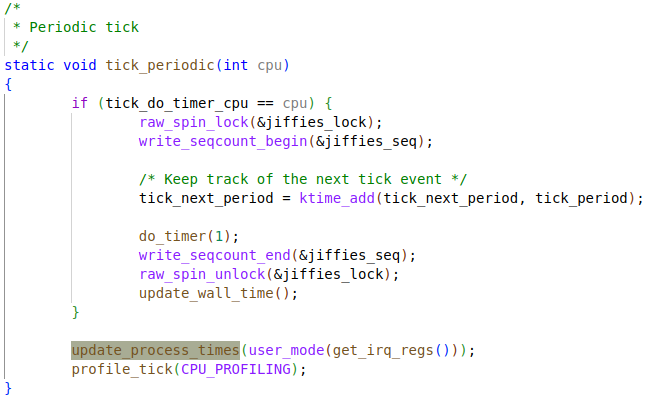 /*
 * Periodic tick
 */
static void tick_periodic(int cpu)
{
        if (tick_do_timer_cpu == cpu) {
                raw_spin_lock(&jiffies_lock);
                write_seqcount_begin(&jiffies_seq);

                /* Keep track of the next tick event */
                tick_next_period = ktime_add(tick_next_period, tick_period);

                do_timer(1);
                write_seqcount_end(&jiffies_seq);
                raw_spin_unlock(&jiffies_lock);
                update_wall_time();
        }

        update_process_times(user_mode(get_irq_regs()));
        profile_tick(CPU_PROFILING);
}